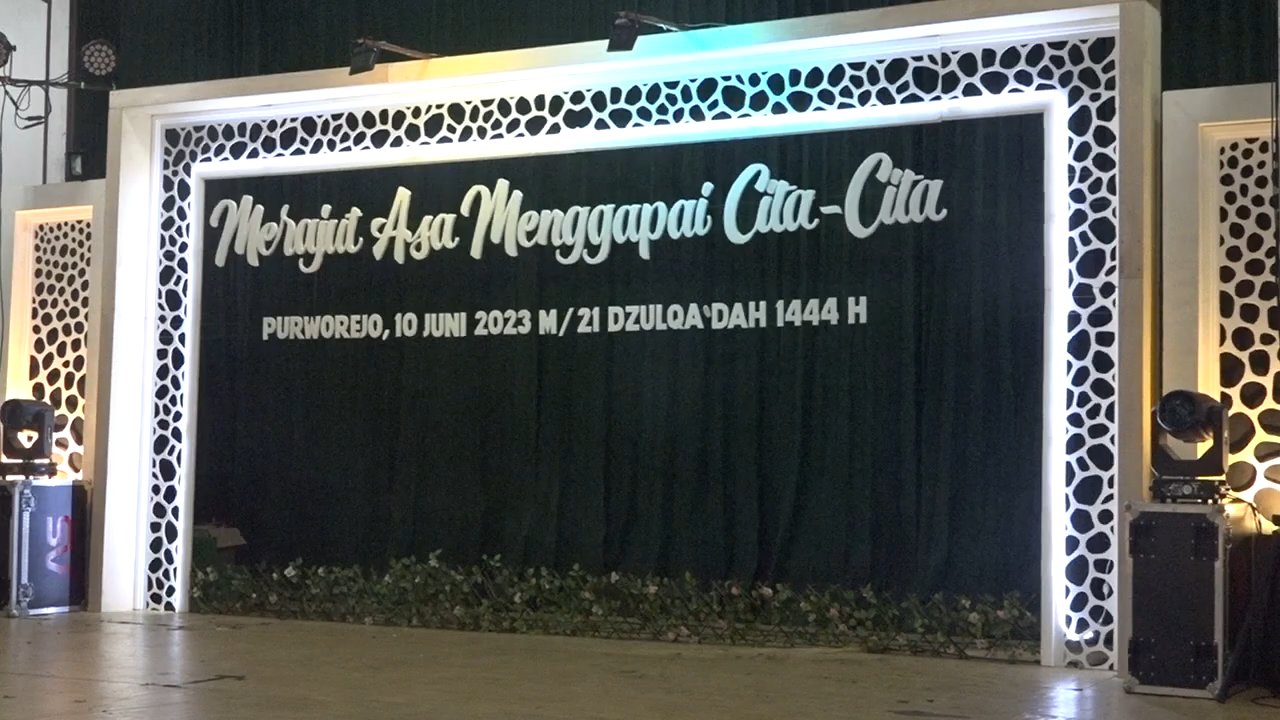 Merajut Asa Menggapai Cita-Cita
PURWOREJO, 10 JUNI 2023 M/21 DZULQA`DAH 1444 H